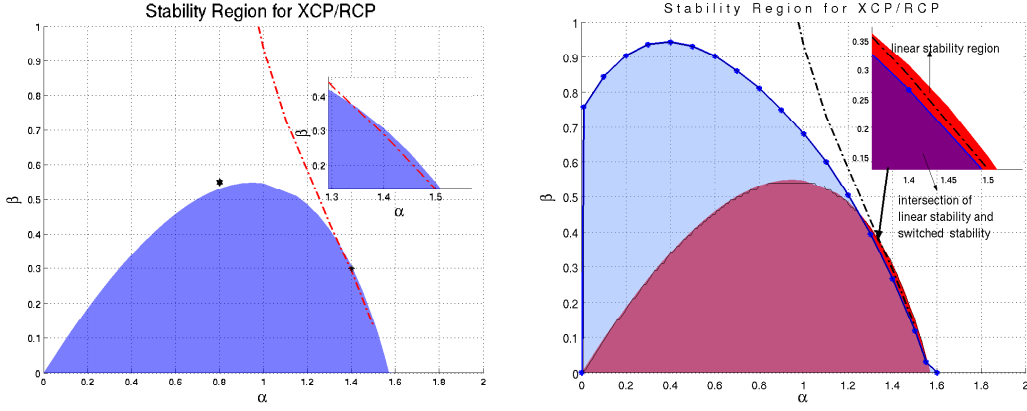 Stability Region for XCP/RCP
1
0.9
0.8
0.7
0.6
0.5
0.4
0.3
0.2
0.1
0
β
0 0.2 0.4 0.6 0.8 1 1.2 1.4 1.6 1.8 2
α
0.4
0.3
0.2
β
1.3 1.4 1.5
α
Stability Region for XCP/RCP
1
0.9
0.8
0.7
0.6
0.5
0.4
0.3
0.2
0.1
0
β
0 0.2 0.4 0.6 0.8 1 1.2 1.4 1.6 1.8 2
α
0.35
0.3
0.25
0.2
0.15
1.4 1.45 1.5
linear stability region
intersection of
linear stability and
switched stability